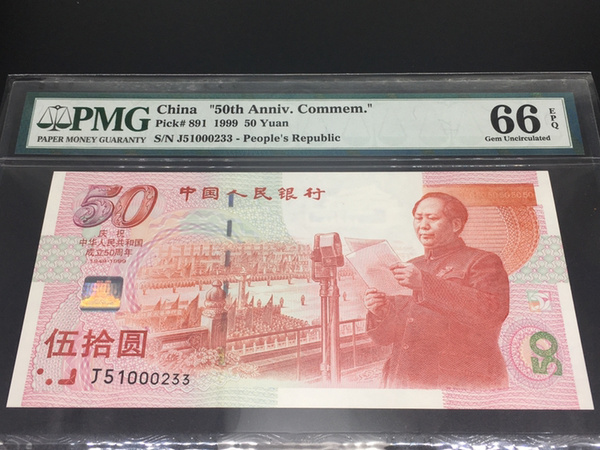 PMG
PAPER MONEY GUARANTY
China "50th Anniv. Commem."
Pick# 891 1999 50 Yuan
S/N J51000233 - People's Republic
66 EPQ
Gem Uncirculated
50
中国人民银行
庆祝
中华人民共和国
成立50周年
1949-1999
伍拾圆
J51000233
50